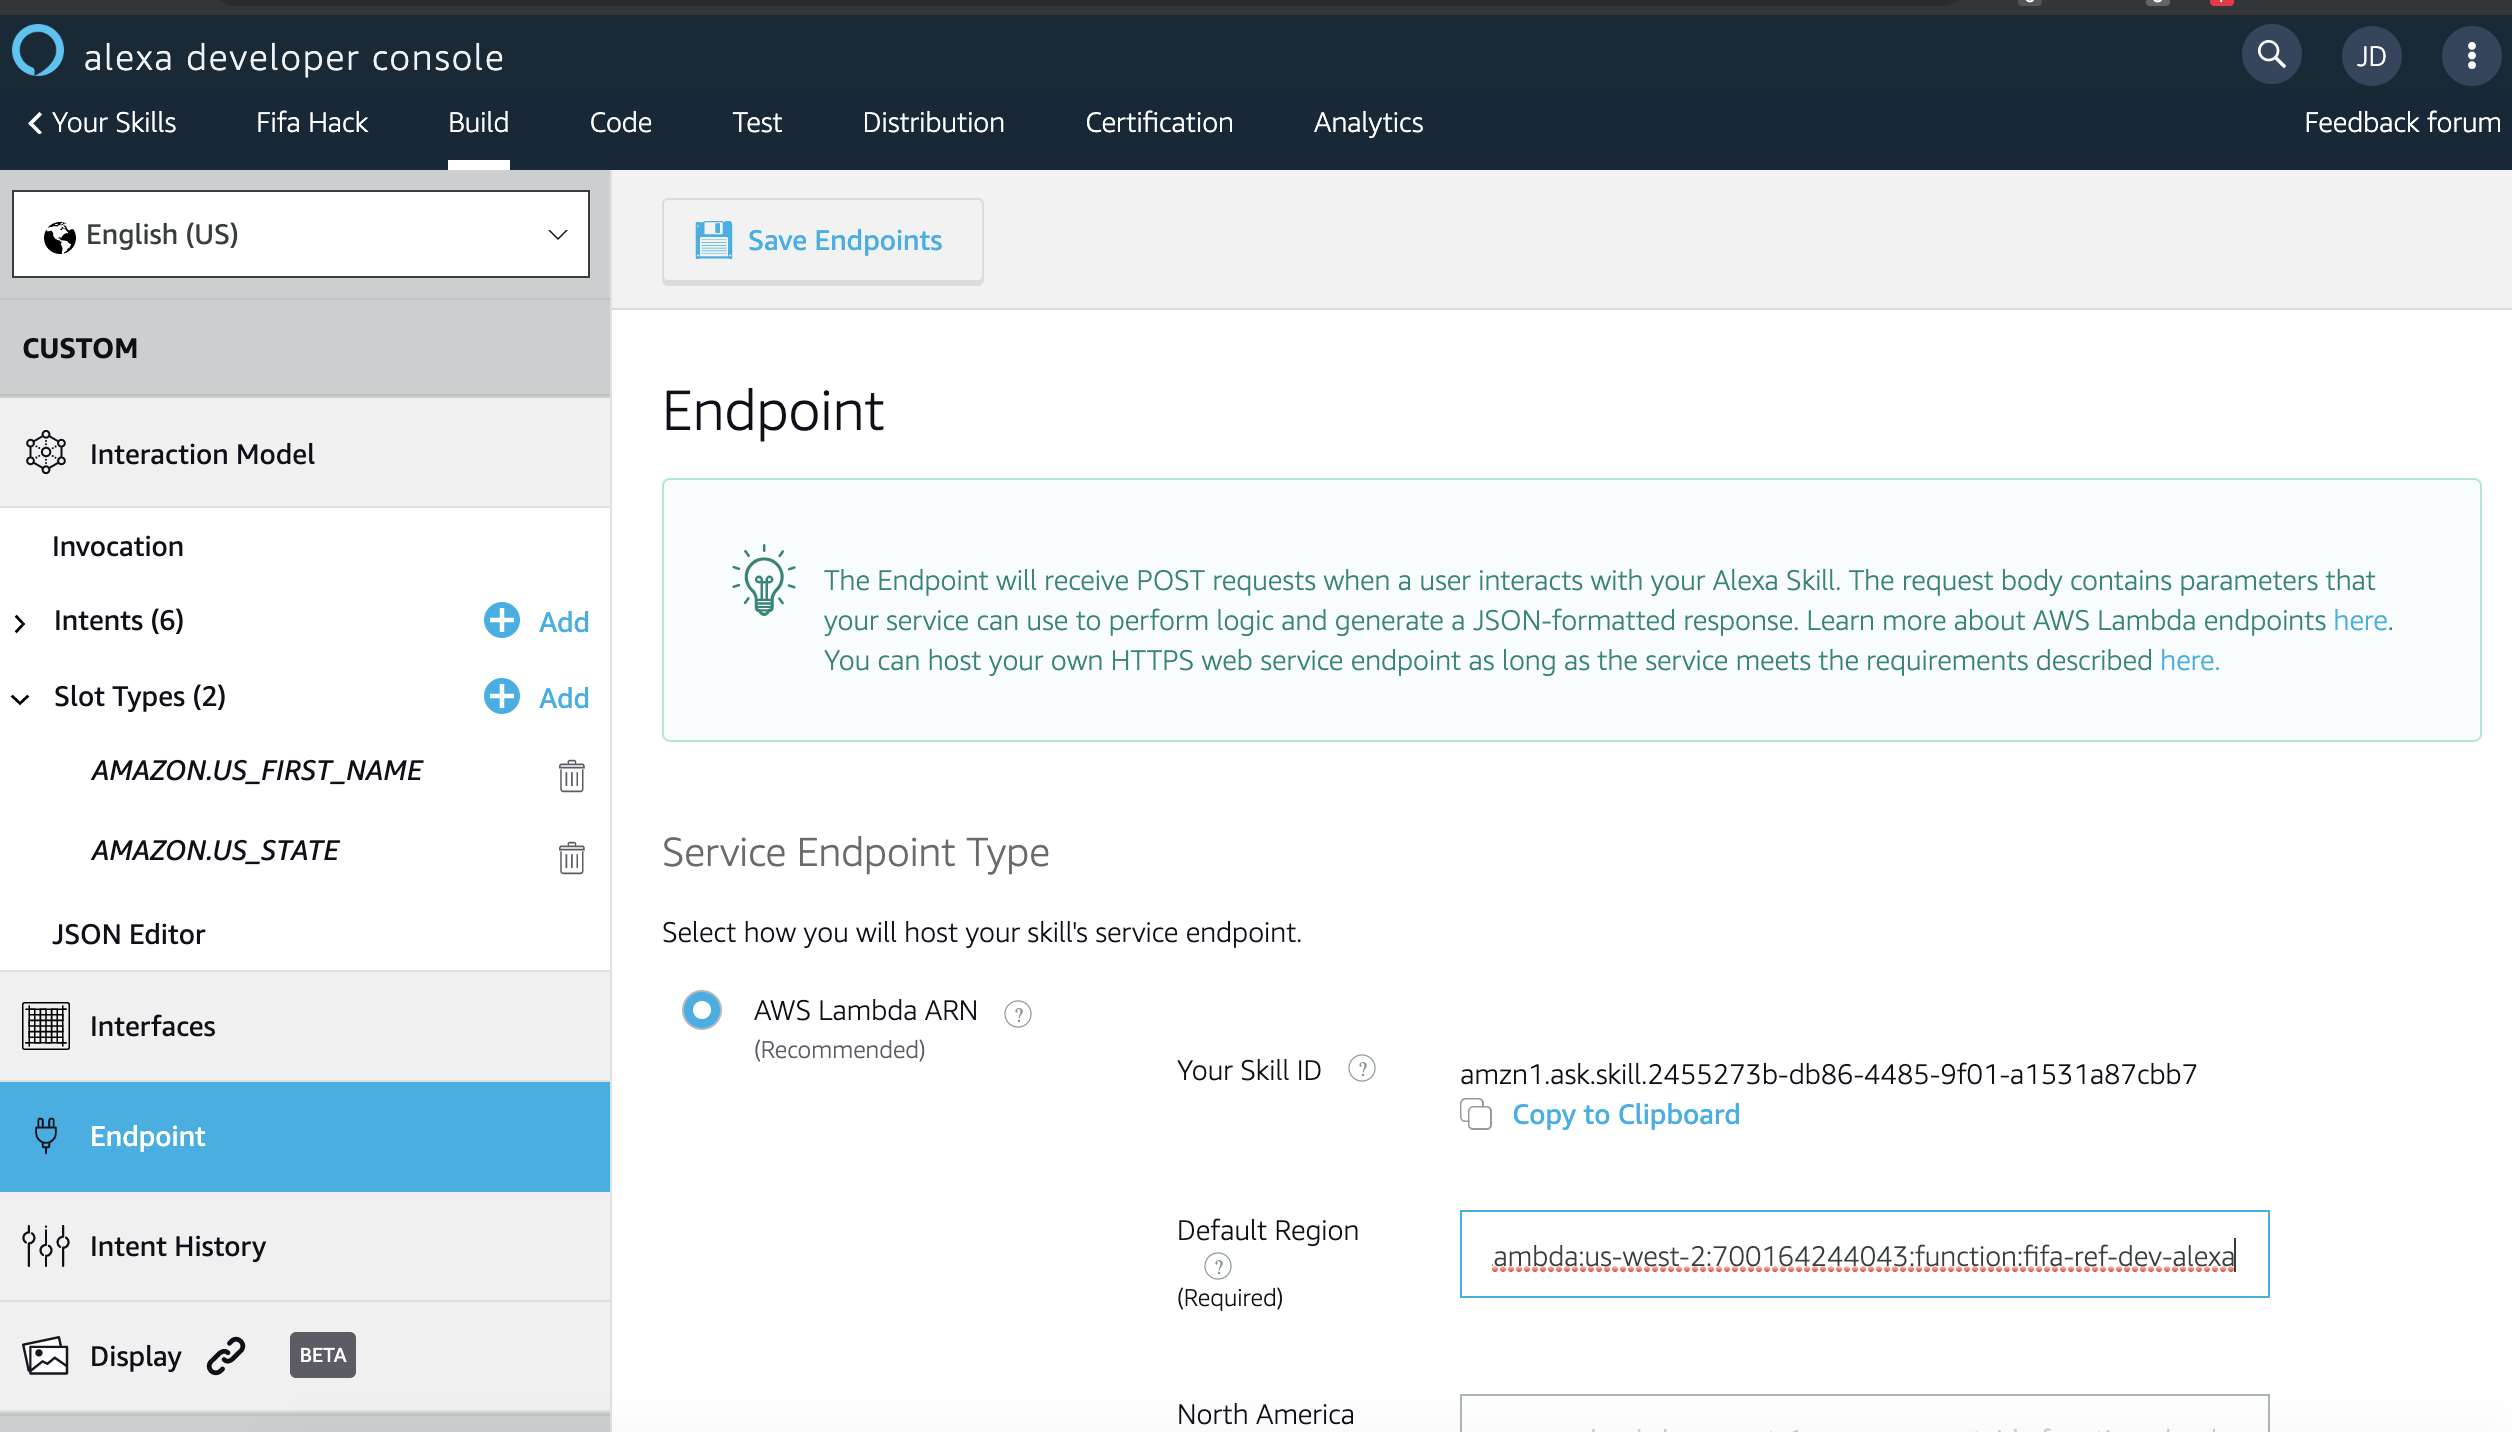 alexa developer console
JD
Your Skills Fifa Hack Build Code Test Distribution Certification Analytics Feedback forum
English (US)
Save Endpoints
CUSTOM
Endpoint
Interaction Model
The Endpoint will receive POST requests when a user interacts with your Alexa Skill. The request body contains parameters that
your service can use to perform logic and generate a JSON-formatted response. Learn more about AWS Lambda endpoints here.
You can host your own HTTPS web service endpoint as long as the service meets the requirements described here.
Invocation
Intents (6) Add
Slot Types (2) Add
AMAZON.US_FIRST_NAME
AMAZON.US_STATE
JSON Editor
Interfaces
Endpoint
Intent History
Display BETA
Service Endpoint Type
Select how you will host your skill's service endpoint.
AWS Lambda ARN ?
(Recommended)
Your Skill ID ?
amzn1.ask.skill.2455273b-db86-4485-9f01-a1531a87cbb7
Copy to Clipboard
Default Region
?
(Required)
ambda:us-west-2:700164244043:function:fifa-ref-dev-alexa
North America